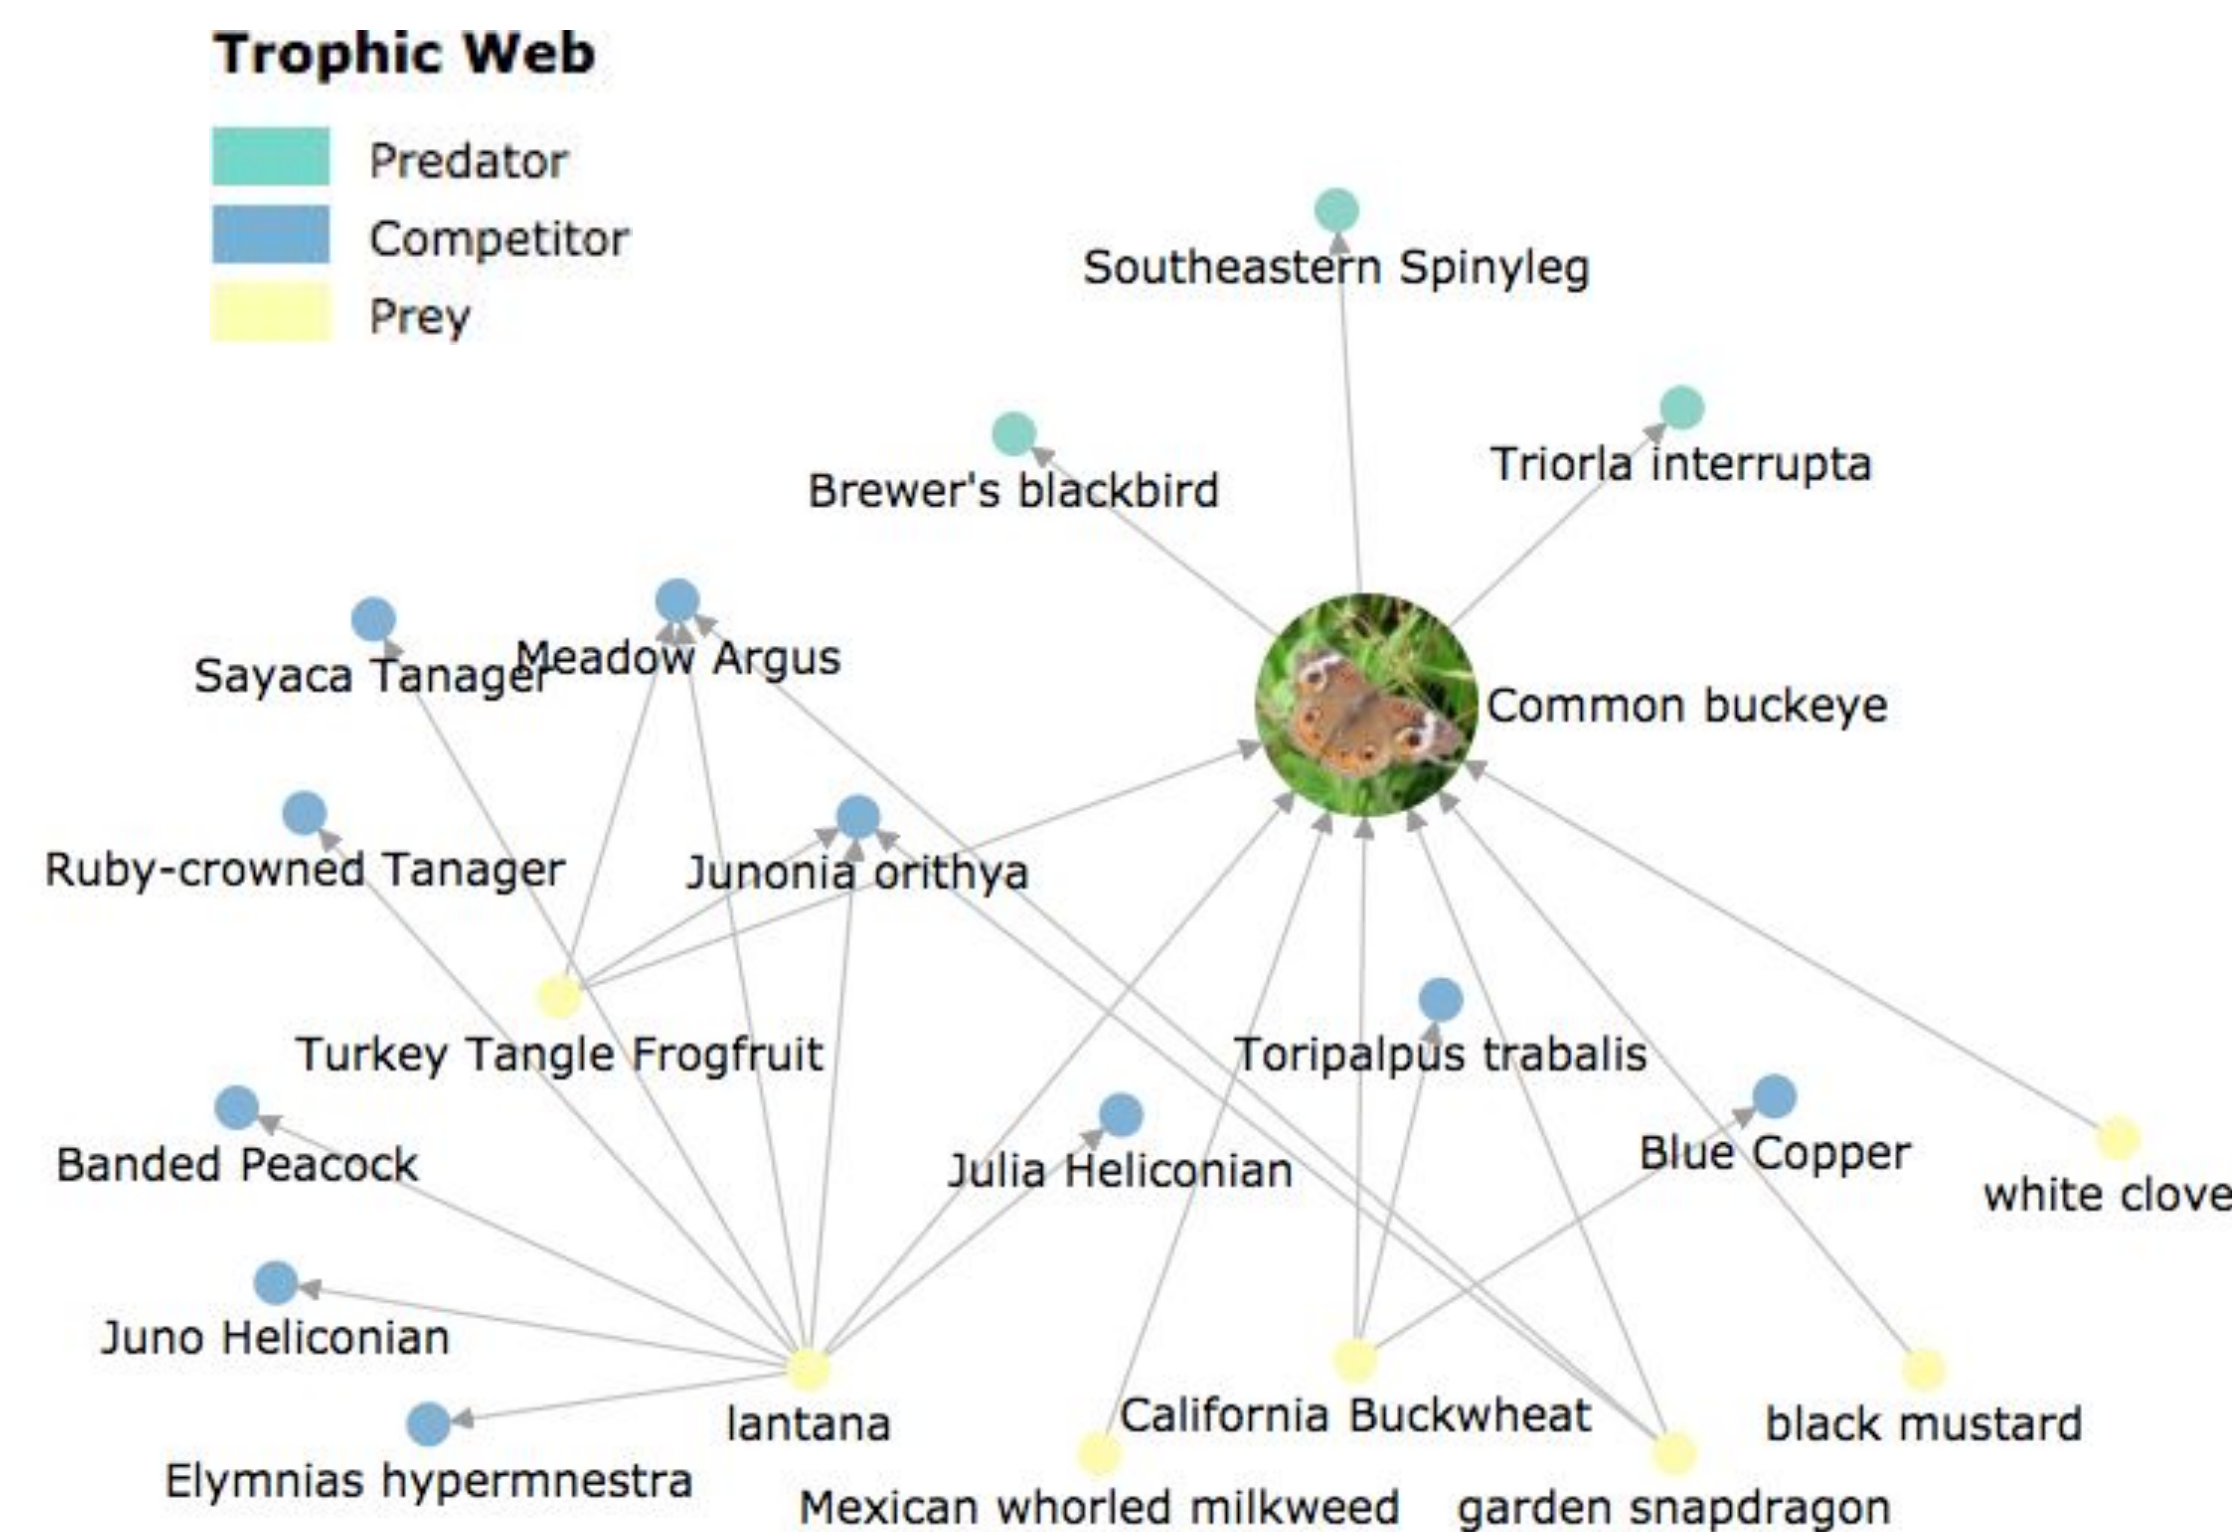 Trophic Web
Predator
Competitor
Prey
Southeastern Spinyleg
Triorla interrupta
Brewer's blackbird
Meadow Argus
Sayaca Tanager
Common buckeye
Ruby-crowned Tanager
Junonia orithya
Turkey Tangle Frogfruit
Toripalpus trabalis
Banded Peacock
Julia Heliconian
Blue Copper
white clove
Juno Heliconian
lantana
California Buckwheat
black mustard
Elymnias hypermnestra
Mexican whorled milkweed
garden snapdragon